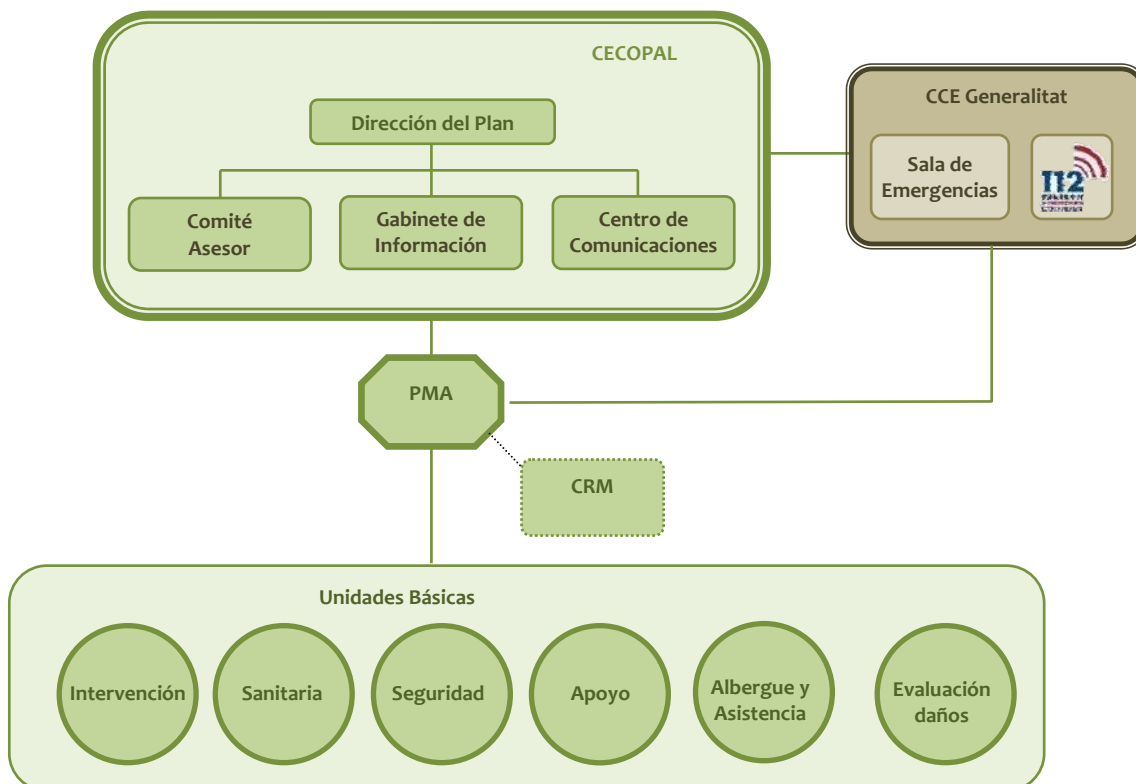 CECOPAL
Dirección del Plan
Comité
Asesor
Gabinete de
Información
Centro de
Comunicaciones
CCE Generalitat
Sala de
Emergencias
112
PMA
CRM
Unidades Básicas
Intervención
Sanitaria
Seguridad
Apoyo
Albergue y
Asistencia
Evaluación
daños